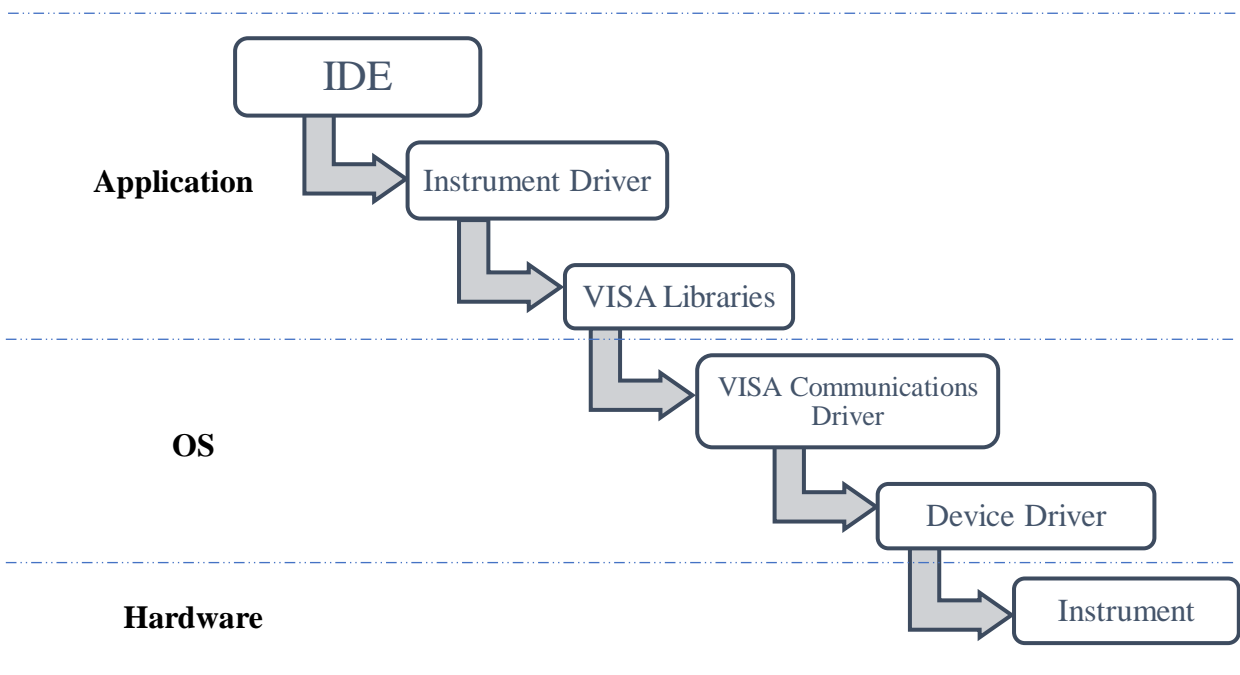 IDE
Application
Instrument Driver
VISA Libraries
VISA Communications
Driver
OS
Device Driver
Instrument
Hardware